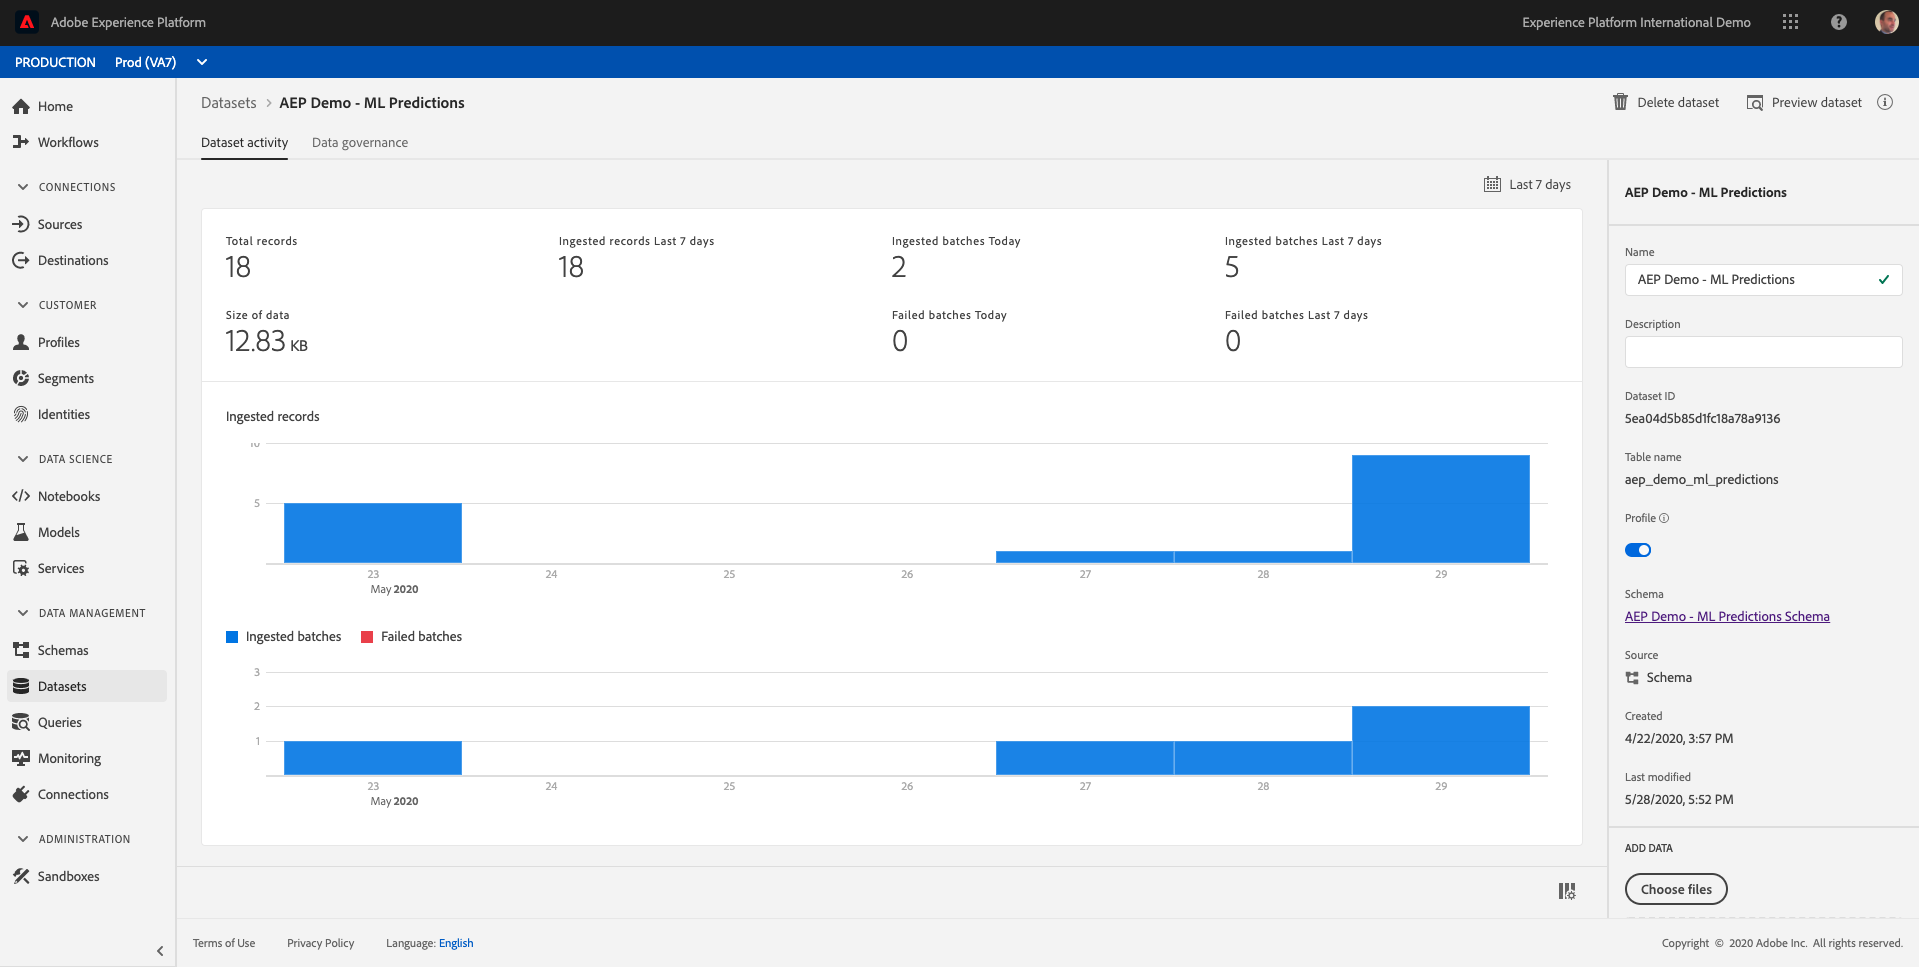 Adobe Experience Platform
Experience Platform International Demo
PRODUCTION Prod (VA7)
Home
Workflows
CONNECTIONS
Sources
Destinations
CUSTOMER
Profiles
Segments
Identities
DATA SCIENCE
Notebooks
Models
Services
DATA MANAGEMENT
Schemas
Datasets
Queries
Monitoring
Connections
ADMINISTRATION
Sandboxes
Datasets > AEP Demo - ML Predictions
Delete dataset
Preview dataset
Dataset activity Data governance
Last 7 days
Total records
18
Ingested records Last 7 days
18
Ingested batches Today
2
Ingested batches Last 7 days
5
Size of data
12.83 KB
Failed batches Today
0
Failed batches Last 7 days
0
Ingested records
10
5
23 24 25 26 27 28 29
May 2020
Ingested batches Failed batches
3
2
1
23 24 25 26 27 28 29
May 2020
AEP Demo - ML Predictions
Name
AEP Demo - ML Predictions
Description
Dataset ID
5ea04d5b85d1fc18a78a9136
Table name
aep_demo_ml_predictions
Profile
Schema
AEP Demo - ML Predictions Schema
Source
Schema
Created
4/22/2020, 3:57 PM
Last modified
5/28/2020, 5:52 PM
ADD DATA
Choose files
Terms of Use Privacy Policy Language: English
Copyright © 2020 Adobe Inc. All rights reserved.